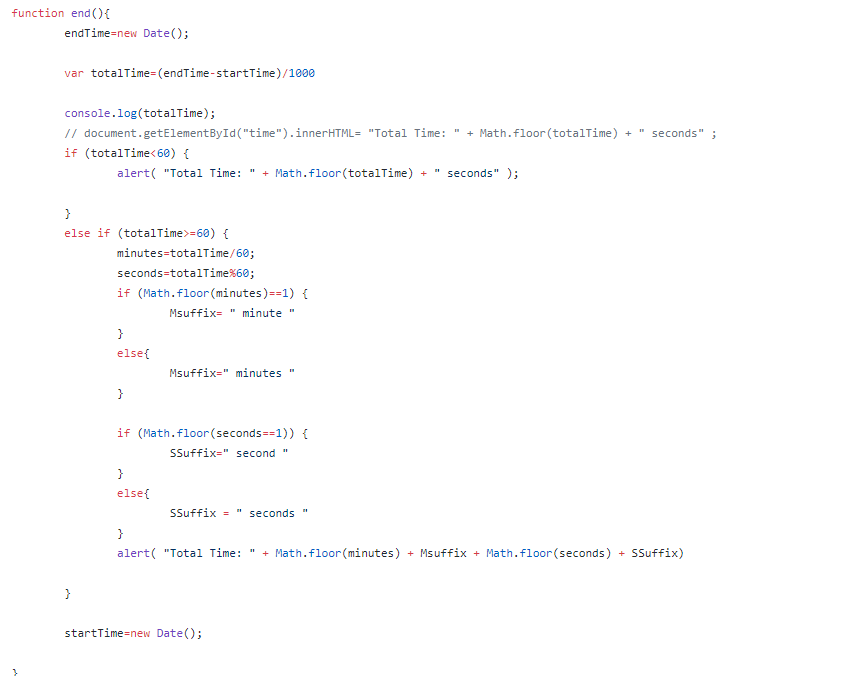 function end(){
endTime=new Date();
var totalTime=(endTime-startTime)/1000
console.log(totalTime);
// document.getElementById("time").innerHTML= "Total Time: " + Math.floor(totalTime) + " seconds" ;
if (totalTime<60) {
alert( "Total Time: " + Math.floor(totalTime) + " seconds" );
}
else if (totalTime>=60) {
minutes=totalTime/60;
seconds=totalTime%60;
if (Math.floor(minutes)==1) {
Msuffix= " minute "
}
else{
Msuffix=" minutes "
}
if (Math.floor(seconds==1)) {
SSuffix=" second "
}
else{
SSuffix = " seconds "
}
alert( "Total Time: " + Math.floor(minutes) + Msuffix + Math.floor(seconds) + SSuffix)
}
startTime=new Date();
}